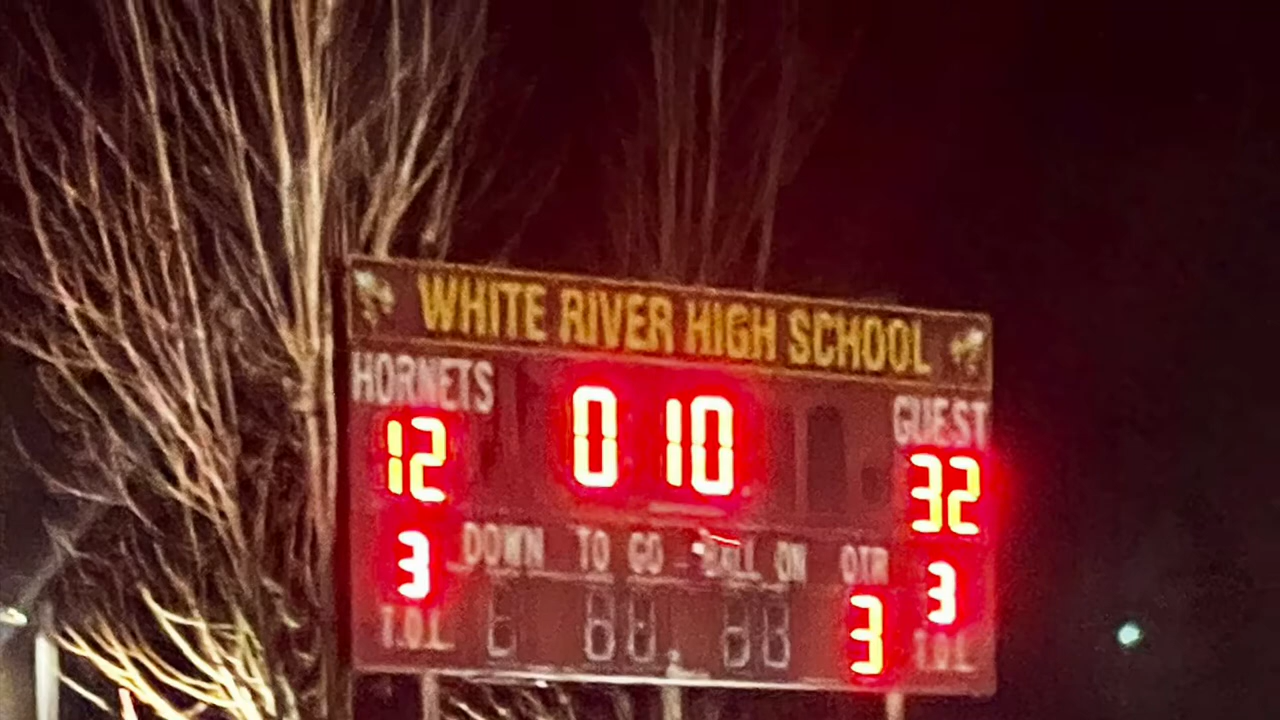 WHITE RIVER HIGH SCHOOL
HORNETS 0 10 GUEST
12 32
DOWN TO GO BALL ON QTR
3 3 3
T.O.L. T.O.L.